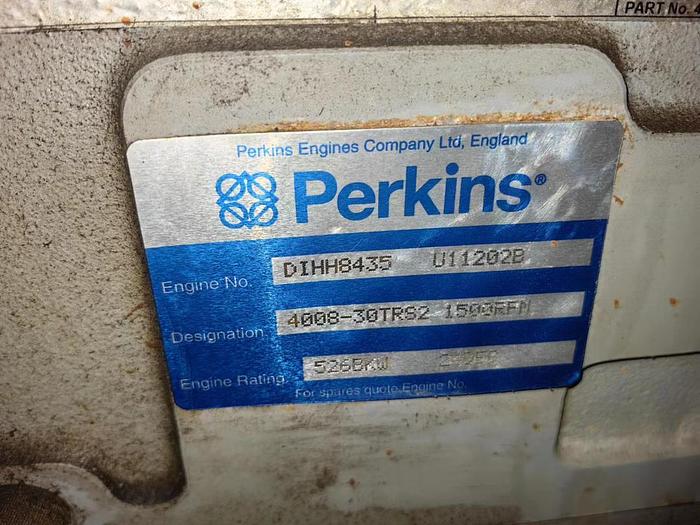 PART No. 4
Perkins Engines Company Ltd, England
Perkins®
Engine No. DIHH8435 U11202B
Designation 4008-30TRS2 1500RPM
Engine Rating 526BKW
For spares quote Engine No.